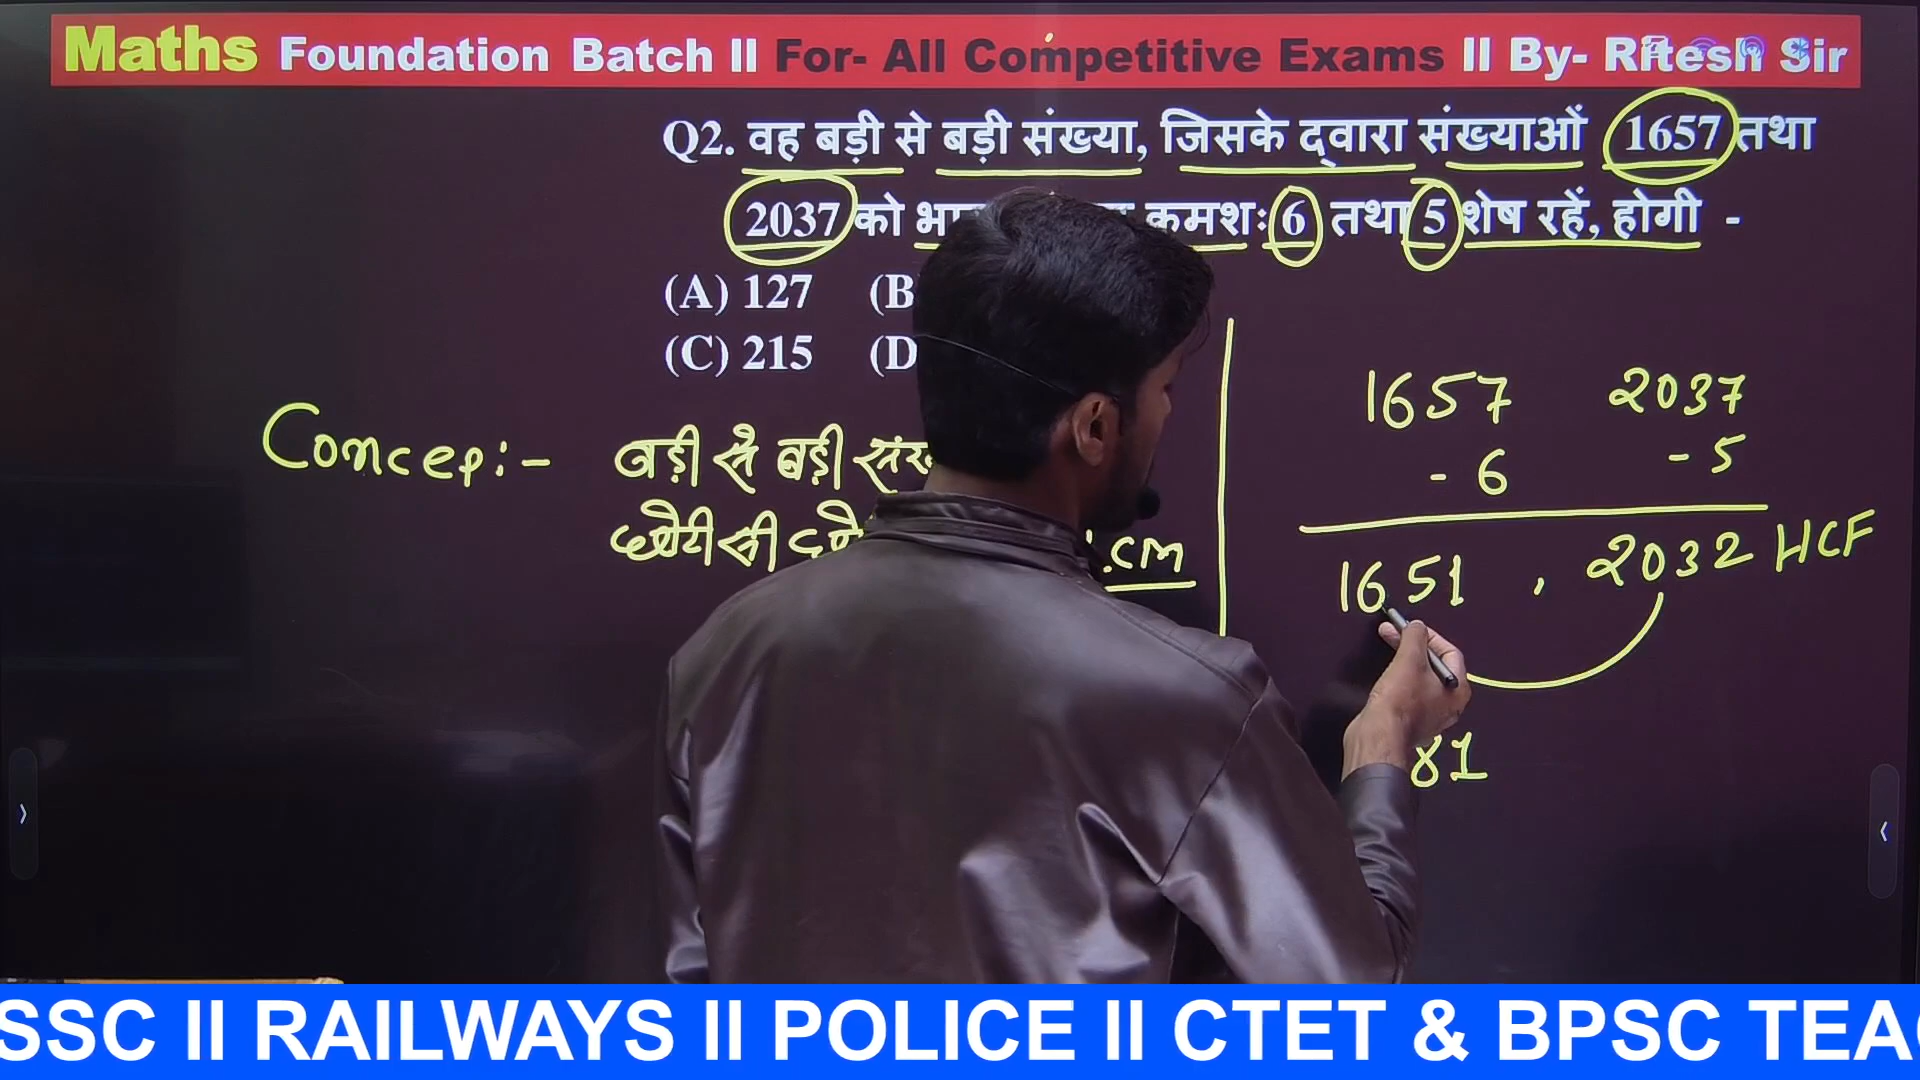 Maths Foundation Batch II For- All Competitive Exams II By- Ritesh Sir
Q2. वह बड़ी से बड़ी संख्या, जिसके द्वारा संख्याओं 1657 तथा
2037 को क्रमशः 6 तथा 5 शेष रहें, होगी -
(A) 127 (B
(C) 215 (D
Concep:- बड़ी से बड़ी
छोटी सी .CM
1657 2037
- 6 - 5
1651 , 2032 HCF
81
SSC II RAILWAYS II POLICE II CTET & BPSC TEA